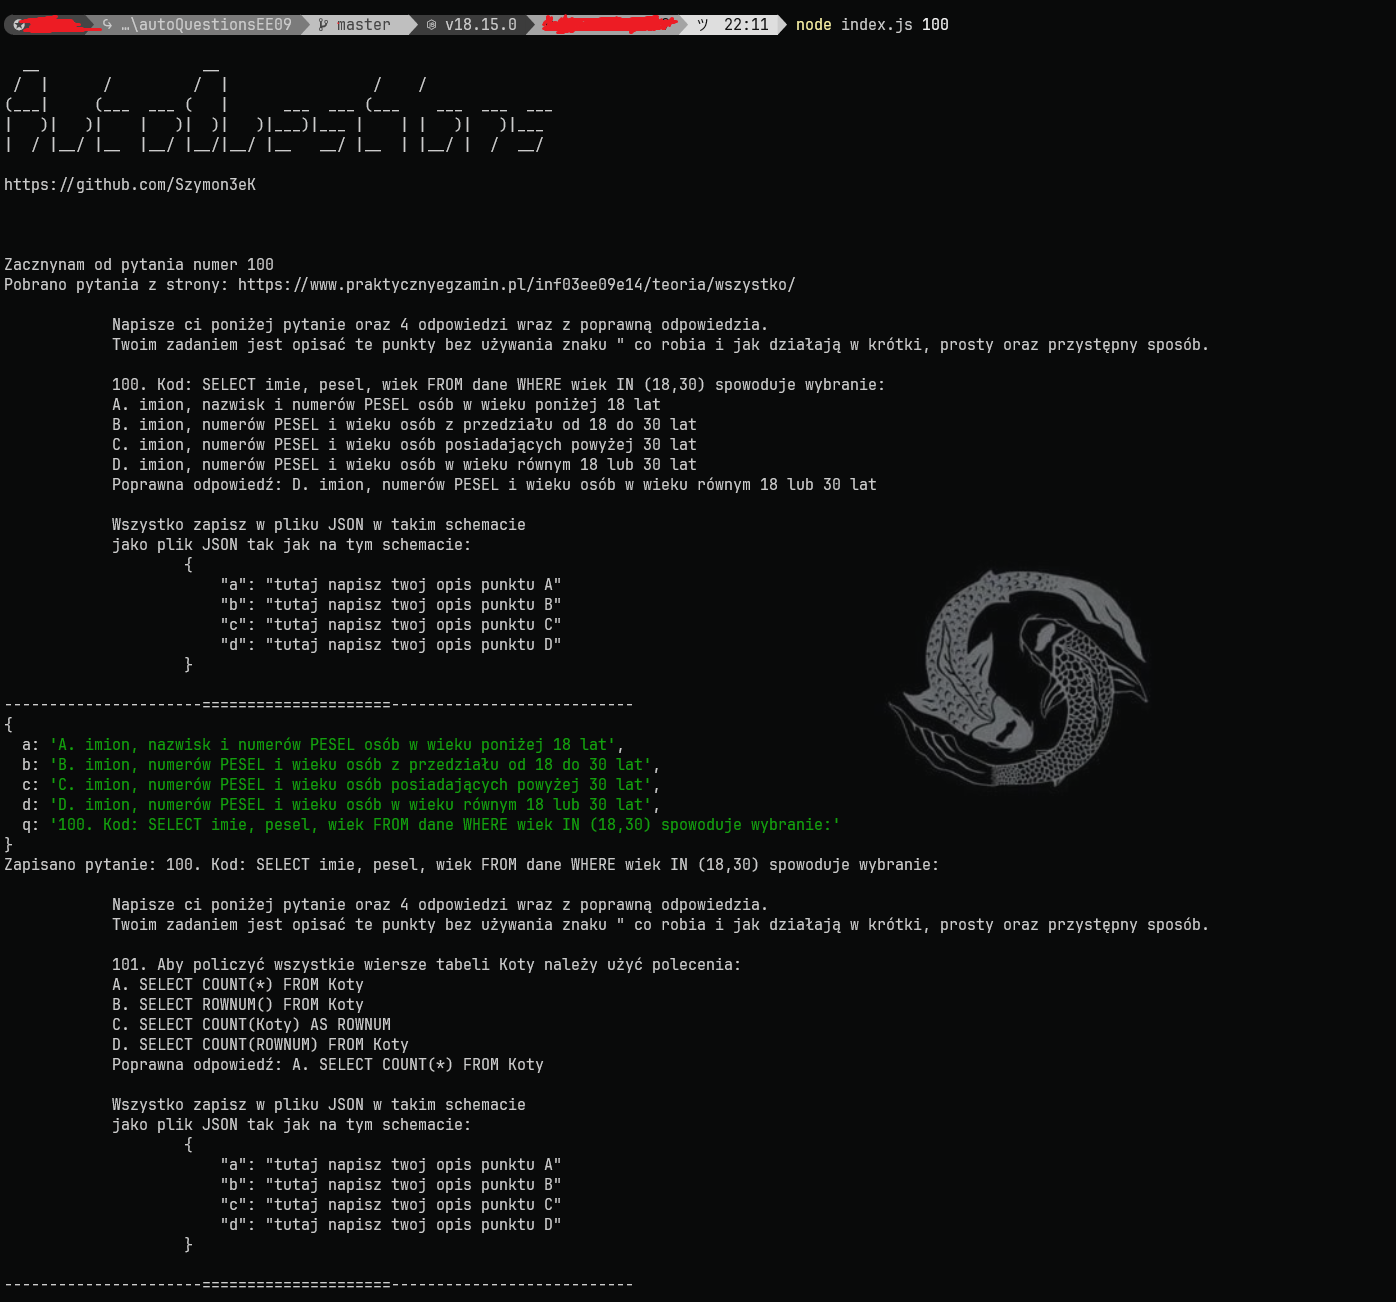 …\autoQuestionsEE09 master v18.15.0 ツ 22:11 node index.js 100
AutoQuestions
https://github.com/Szymon3eK
Zacznynam od pytania numer 100
Pobrano pytania z strony: https://www.praktycznyegzamin.pl/inf03ee09e14/teoria/wszystko/
Napisze ci poniżej pytanie oraz 4 odpowiedzi wraz z poprawną odpowiedzia.
Twoim zadaniem jest opisać te punkty bez używania znaku " co robia i jak działają w krótki, prosty oraz przystępny sposób.
100. Kod: SELECT imie, pesel, wiek FROM dane WHERE wiek IN (18,30) spowoduje wybranie:
A. imion, nazwisk i numerów PESEL osób w wieku poniżej 18 lat
B. imion, numerów PESEL i wieku osób z przedziału od 18 do 30 lat
C. imion, numerów PESEL i wieku osób posiadających powyżej 30 lat
D. imion, numerów PESEL i wieku osób w wieku równym 18 lub 30 lat
Poprawna odpowiedź: D. imion, numerów PESEL i wieku osób w wieku równym 18 lub 30 lat
Wszystko zapisz w pliku JSON w takim schemacie
jako plik JSON tak jak na tym schemacie:
{
"a": "tutaj napisz twoj opis punktu A"
"b": "tutaj napisz twoj opis punktu B"
"c": "tutaj napisz twoj opis punktu C"
"d": "tutaj napisz twoj opis punktu D"
}
----------------------=====================---------------------------
{
a: 'A. imion, nazwisk i numerów PESEL osób w wieku poniżej 18 lat',
b: 'B. imion, numerów PESEL i wieku osób z przedziału od 18 do 30 lat',
c: 'C. imion, numerów PESEL i wieku osób posiadających powyżej 30 lat',
d: 'D. imion, numerów PESEL i wieku osób w wieku równym 18 lub 30 lat',
q: '100. Kod: SELECT imie, pesel, wiek FROM dane WHERE wiek IN (18,30) spowoduje wybranie:'
}
Zapisano pytanie: 100. Kod: SELECT imie, pesel, wiek FROM dane WHERE wiek IN (18,30) spowoduje wybranie:
Napisze ci poniżej pytanie oraz 4 odpowiedzi wraz z poprawną odpowiedzia.
Twoim zadaniem jest opisać te punkty bez używania znaku " co robia i jak działają w krótki, prosty oraz przystępny sposób.
101. Aby policzyć wszystkie wiersze tabeli Koty należy użyć polecenia:
A. SELECT COUNT(*) FROM Koty
B. SELECT ROWNUM() FROM Koty
C. SELECT COUNT(Koty) AS ROWNUM
D. SELECT COUNT(ROWNUM) FROM Koty
Poprawna odpowiedź: A. SELECT COUNT(*) FROM Koty
Wszystko zapisz w pliku JSON w takim schemacie
jako plik JSON tak jak na tym schemacie:
{
"a": "tutaj napisz twoj opis punktu A"
"b": "tutaj napisz twoj opis punktu B"
"c": "tutaj napisz twoj opis punktu C"
"d": "tutaj napisz twoj opis punktu D"
}
----------------------=====================---------------------------